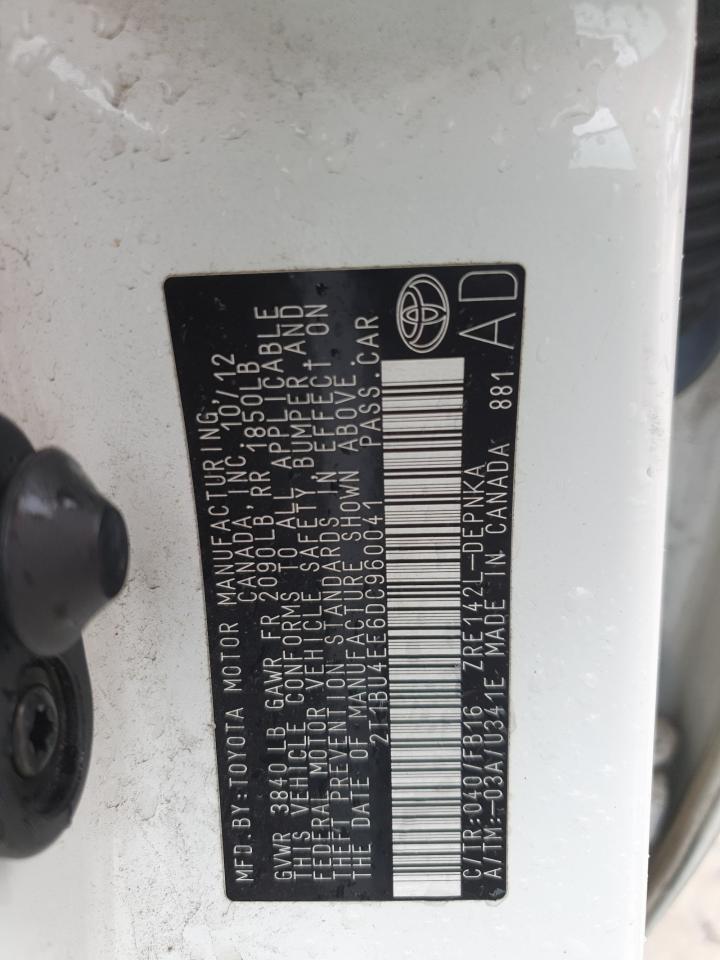 MFD. BY: TOYOTA MOTOR MANUFACTURING,
CANADA, INC. 10/12
GVWR 3840 LB GAWR FR 2090LB RR 1850LB
THIS VEHICLE CONFORMS TO ALL APPLICABLE
FEDERAL MOTOR VEHICLE SAFETY, BUMPER, AND
THEFT PREVENTION STANDARDS IN EFFECT ON
THE DATE OF MANUFACTURE SHOWN ABOVE.
2T1BU4EE6DC960041 PASS. CAR
C/TR: 040/FB16 ZRE142L-DEPNKA
A/TM: -03A/U341E MADE IN CANADA 881
AD